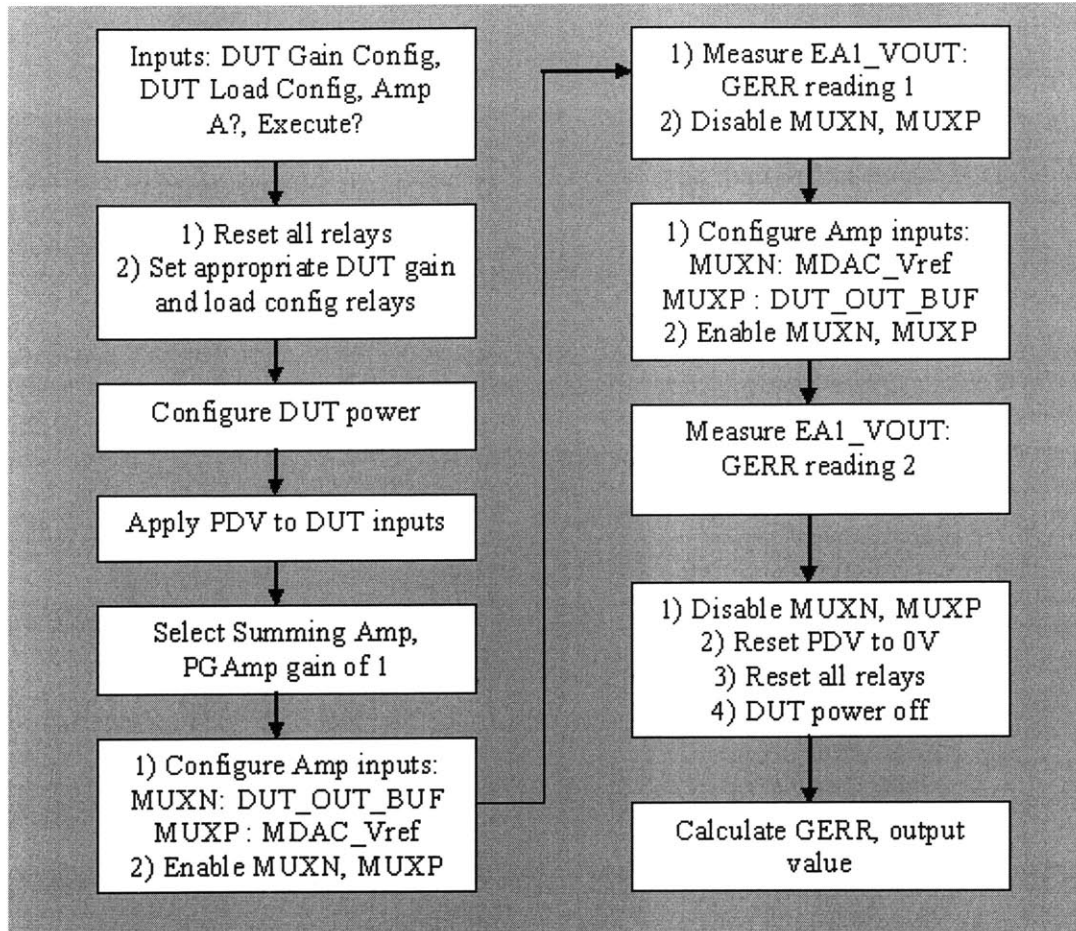 Inputs: DUT Gain Config,
DUT Load Config, Amp
A?, Execute?
1) Reset all relays
2) Set appropriate DUT gain
and load config relays
Configure DUT power
Apply PDV to DUT inputs
Select Summing Amp,
PGAmp gain of 1
1) Configure Amp inputs:
MUXN: DUT_OUT_BUF
MUXP : MDAC_Vref
2) Enable MUXN, MUXP
1) Measure EA1_VOUT:
GERR reading 1
2) Disable MUXN, MUXP
1) Configure Amp inputs:
MUXN: MDAC_Vref
MUXP : DUT_OUT_BUF
2) Enable MUXN, MUXP
Measure EA1_VOUT:
GERR reading 2
1) Disable MUXN, MUXP
2) Reset PDV to 0V
3) Reset all relays
4) DUT power off
Calculate GERR, output
value